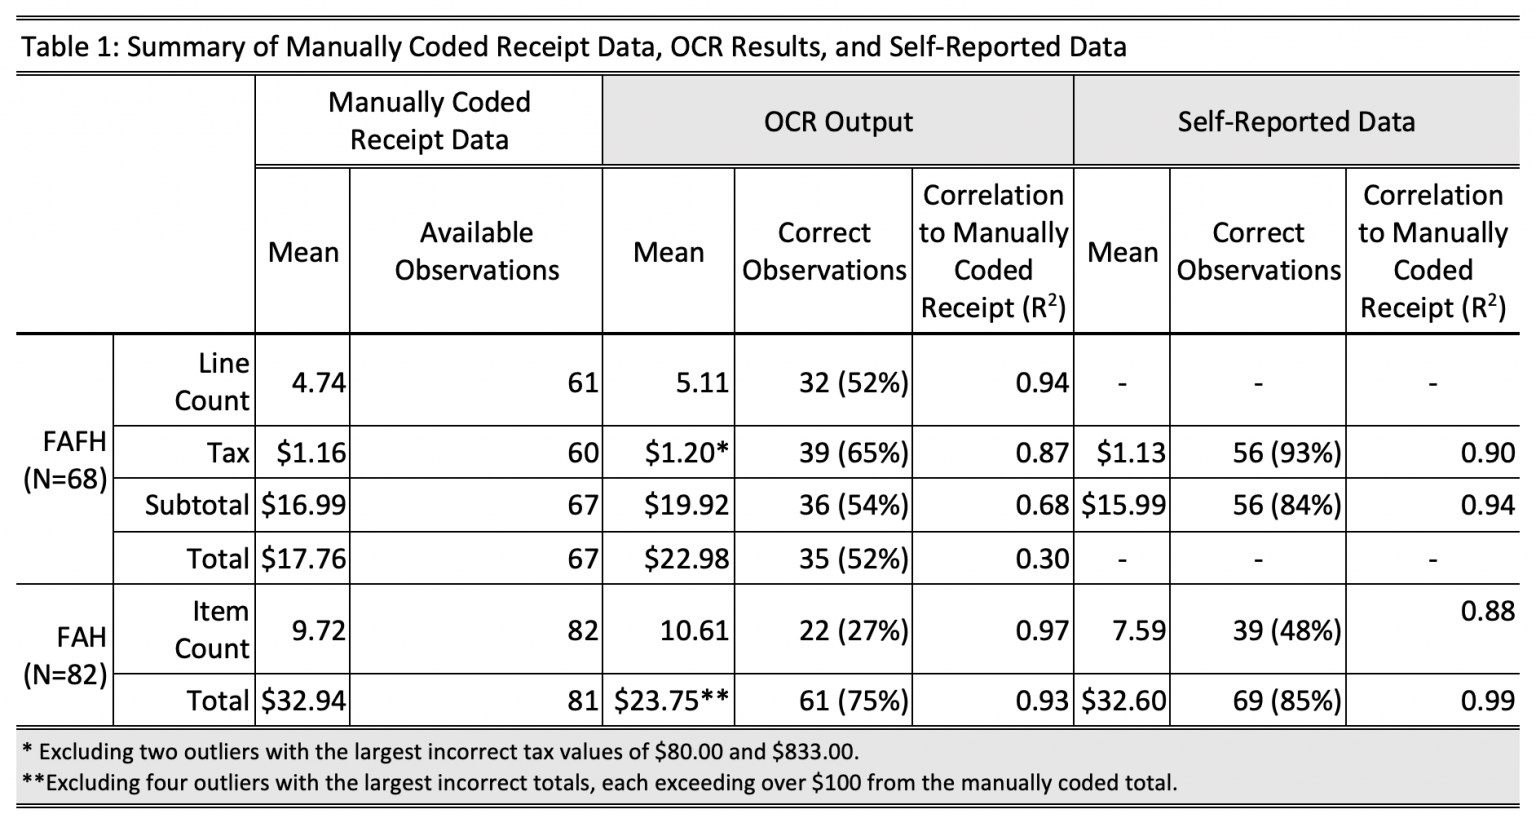 Table 1: Summary of Manually Coded Receipt Data, OCR Results, and Self-Reported Data
Manually Coded
Receipt Data
OCR Output
Self-Reported Data
Mean
Available
Observations
Mean
Correct
Observations
Correlation
to Manually
Coded
Receipt (R²)
Mean
Correct
Observations
Correlation
to Manually
Coded
Receipt (R²)
FAFH
(N=68)
Line
Count
4.74
61
5.11
32 (52%)
0.94
-
-
-
Tax
$1.16
60
$1.20*
39 (65%)
0.87
$1.13
56 (93%)
0.90
Subtotal
$16.99
67
$19.92
36 (54%)
0.68
$15.99
56 (84%)
0.94
Total
$17.76
67
$22.98
35 (52%)
0.30
-
-
-
FAH
(N=82)
Item
Count
9.72
82
10.61
22 (27%)
0.97
7.59
39 (48%)
0.88
Total
$32.94
81
$23.75**
61 (75%)
0.93
$32.60
69 (85%)
0.99
* Excluding two outliers with the largest incorrect tax values of $80.00 and $833.00.
**Excluding four outliers with the largest incorrect totals, each exceeding over $100 from the manually coded total.